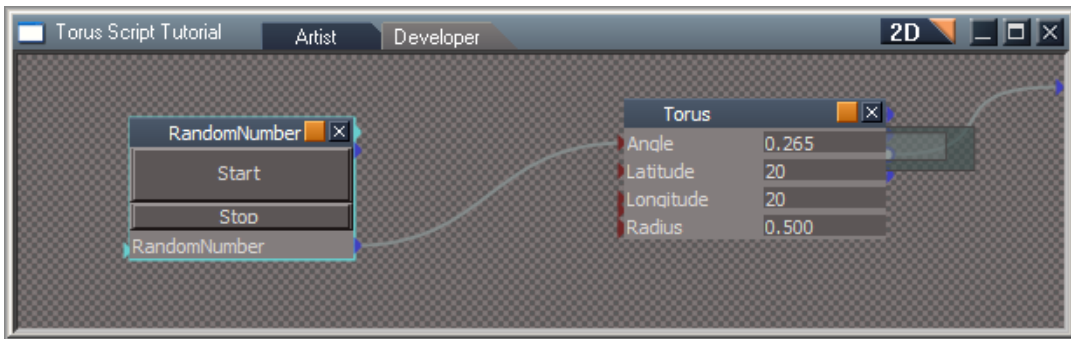 Torus Script Tutorial
Artist
Developer
2D
RandomNumber
Start
Stop
RandomNumber
Torus
Angle 0.265
Latitude 20
Longitude 20
Radius 0.500